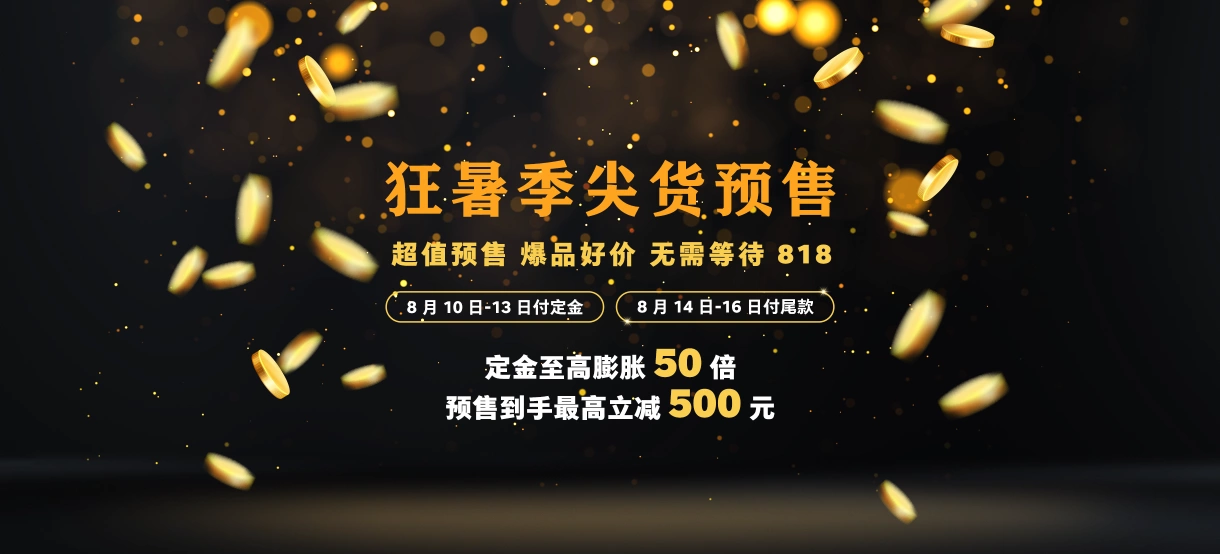 狂暑季尖货预售
超值预售 爆品好价 无需等待 818
8 月 10 日-13 日付定金
8 月 14 日-16 日付尾款
定金至高膨胀 50 倍
预售到手最高立减 500 元